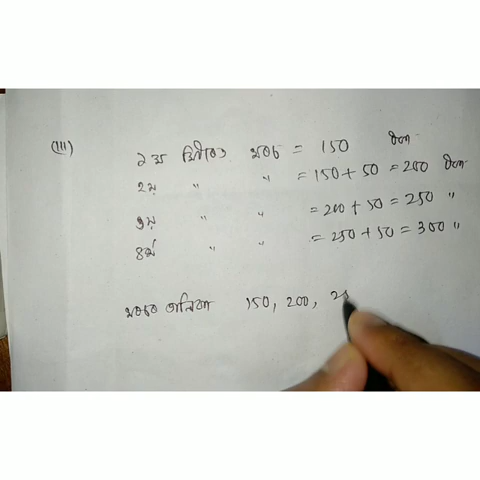 (III)
১ম মিটারে খরচ = 150 টাকা
২য় " " = 150 + 50 = 200 টাকা
৩য় " " = 200 + 50 = 250 "
৪র্থ " " = 250 + 50 = 300 "
খরচের তালিকা 150, 200, 2